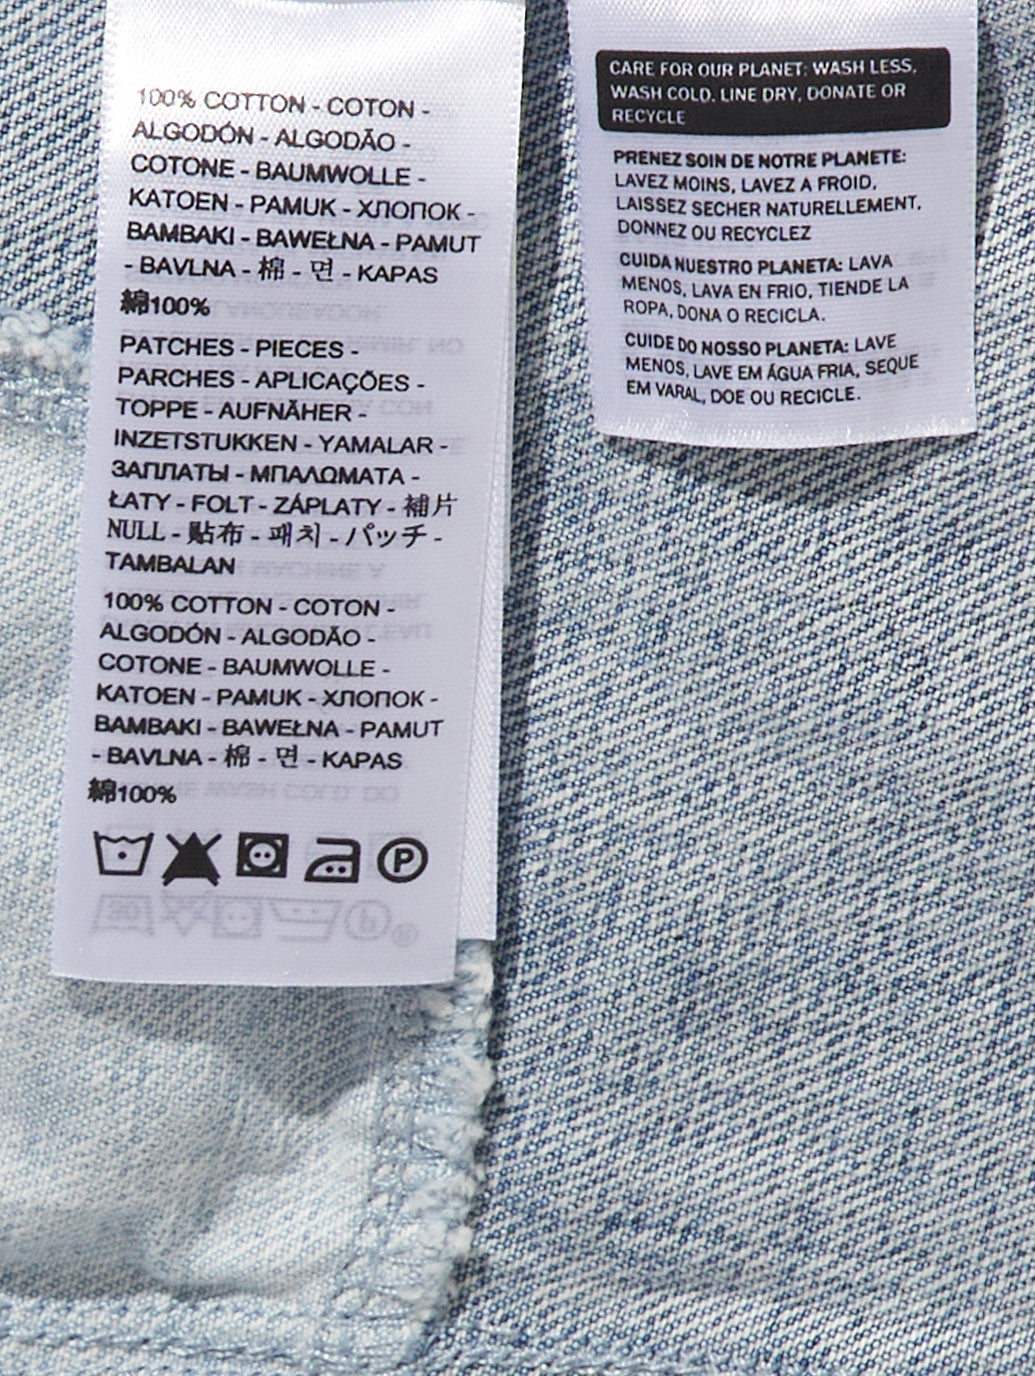 100% COTTON - COTON -
ALGODÓN - ALGODÃO -
COTONE - BAUMWOLLE -
KATOEN - PAMUK - ХЛОПОК -
BAMBAKI - BAWEŁNA - PAMUT
- BAVLNA - 棉 - 면 - KAPAS
綿100%
PATCHES - PIECES -
PARCHES - APLICAÇÕES -
TOPPE - AUFNÄHER -
INZETSTUKKEN - YAMALAR -
ЗАПЛАТЫ - ΜΠΑΛΩΜΑΤΑ -
ŁATY - FOLT - ZÁPLATY - 補片
NULL - 贴布 - 패치 - パッチ -
TAMBALAN
100% COTTON - COTON -
ALGODÓN - ALGODÃO -
COTONE - BAUMWOLLE -
KATOEN - PAMUK - ХЛОПОК -
BAMBAKI - BAWEŁNA - PAMUT
- BAVLNA - 棉 - 면 - KAPAS
綿100%
P
CARE FOR OUR PLANET: WASH LESS,
WASH COLD, LINE DRY, DONATE OR
RECYCLE
PRENEZ SOIN DE NOTRE PLANETE:
LAVEZ MOINS, LAVEZ A FROID,
LAISSEZ SECHER NATURELLEMENT,
DONNEZ OU RECYCLEZ
CUIDA NUESTRO PLANETA: LAVA
MENOS, LAVA EN FRIO, TIENDE LA
ROPA, DONA O RECICLA.
CUIDE DO NOSSO PLANETA: LAVE
MENOS, LAVE EM ÁGUA FRIA, SEQUE
EM VARAL, DOE OU RECICLE.